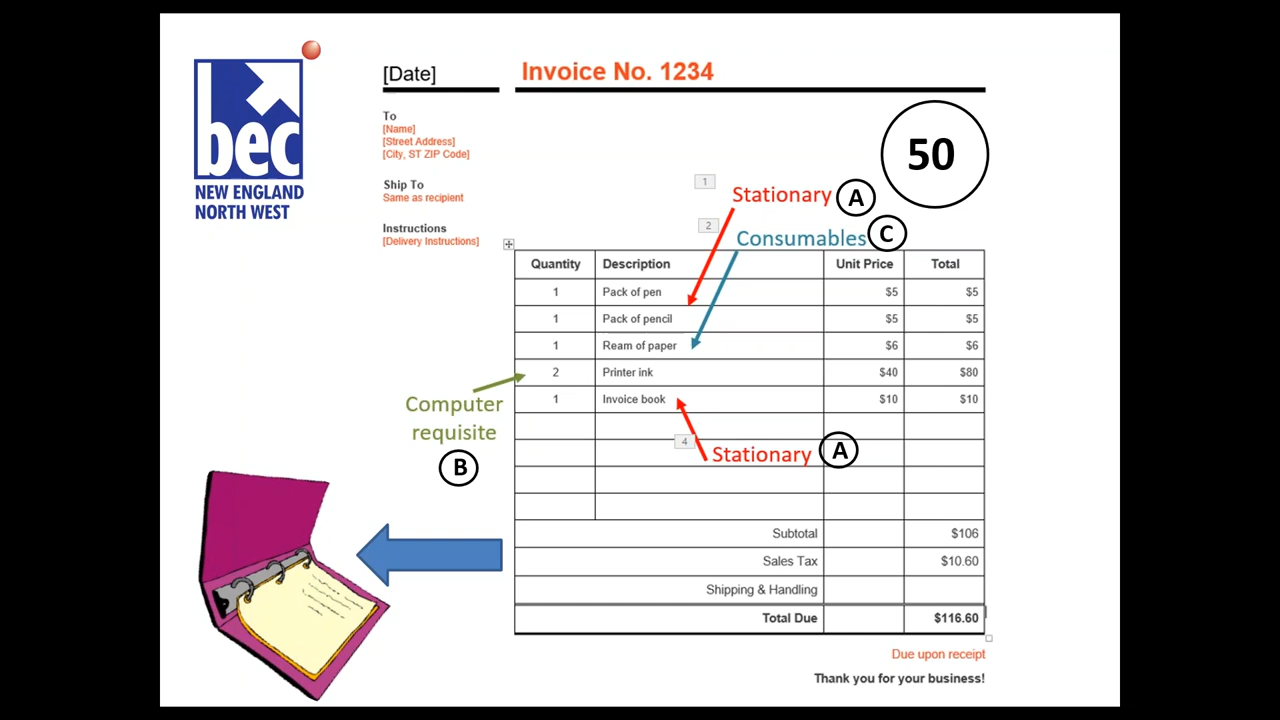 bec
NEW ENGLAND
NORTH WEST
[Date]
Invoice No. 1234
To
[Name]
[Street Address]
[City, ST ZIP Code]
50
Ship To
Same as recipient
1
Stationary A
Instructions
[Delivery Instructions]
2
Consumables C
Quantity Description Unit Price Total
1 Pack of pen $5 $5
1 Pack of pencil $5 $5
1 Ream of paper $6 $6
2 Printer ink $40 $80
1 Invoice book $10 $10
Computer
requisite
B
4
Stationary A
Subtotal $106
Sales Tax $10.60
Shipping & Handling
Total Due $116.60
Due upon receipt
Thank you for your business!